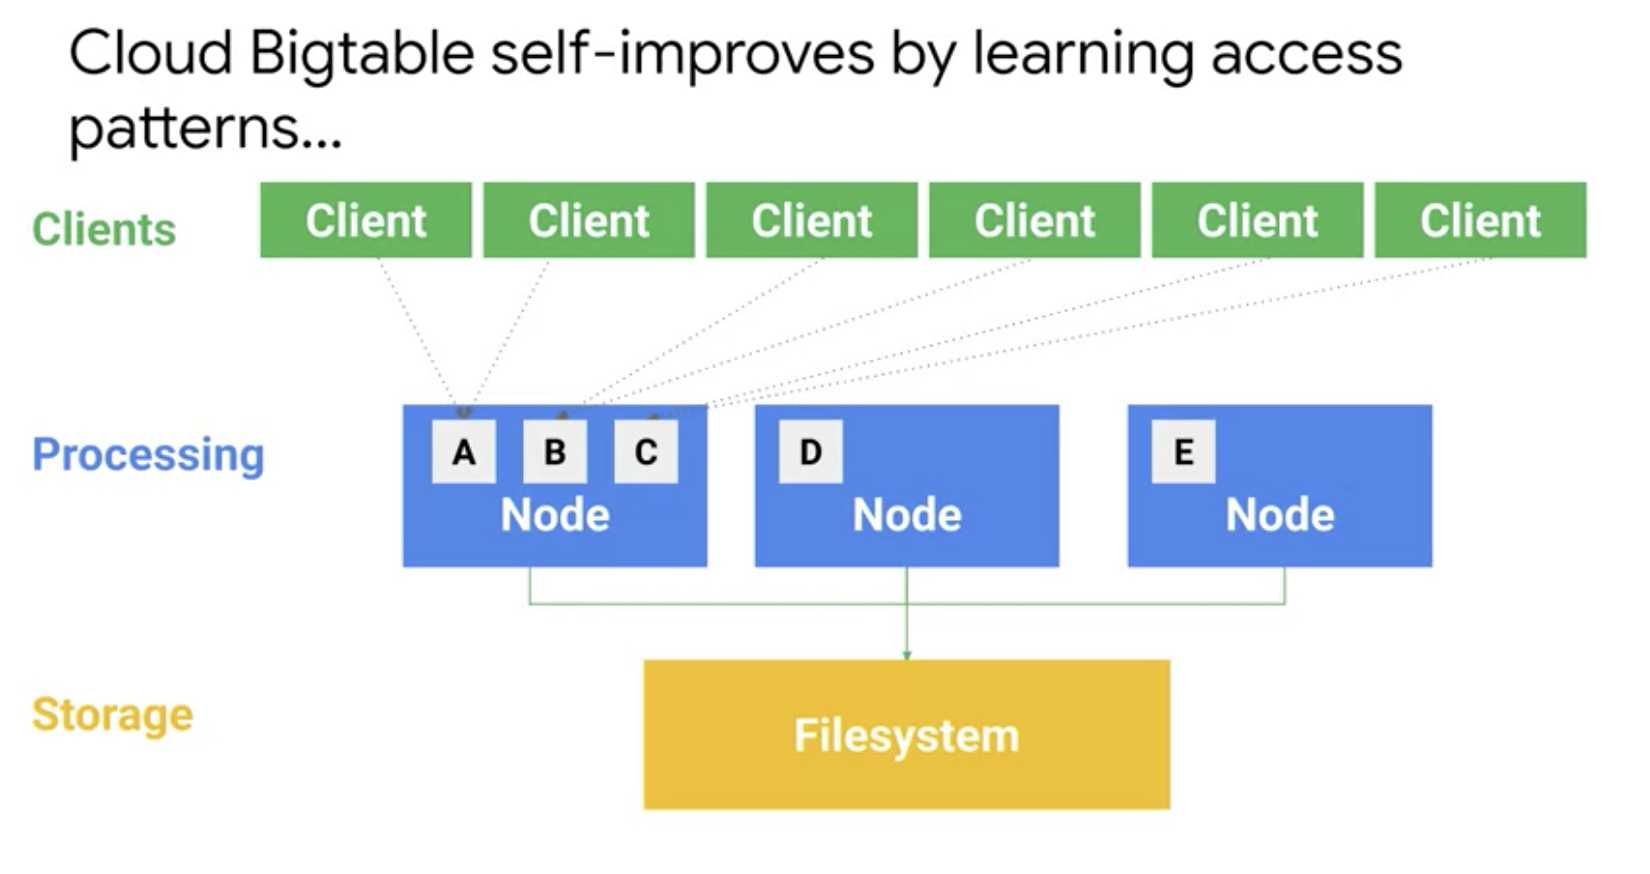 Cloud Bigtable self-improves by learning access
patterns...
Clients
Client Client Client Client Client Client
Processing
A B C D E
Node Node Node
Storage
Filesystem